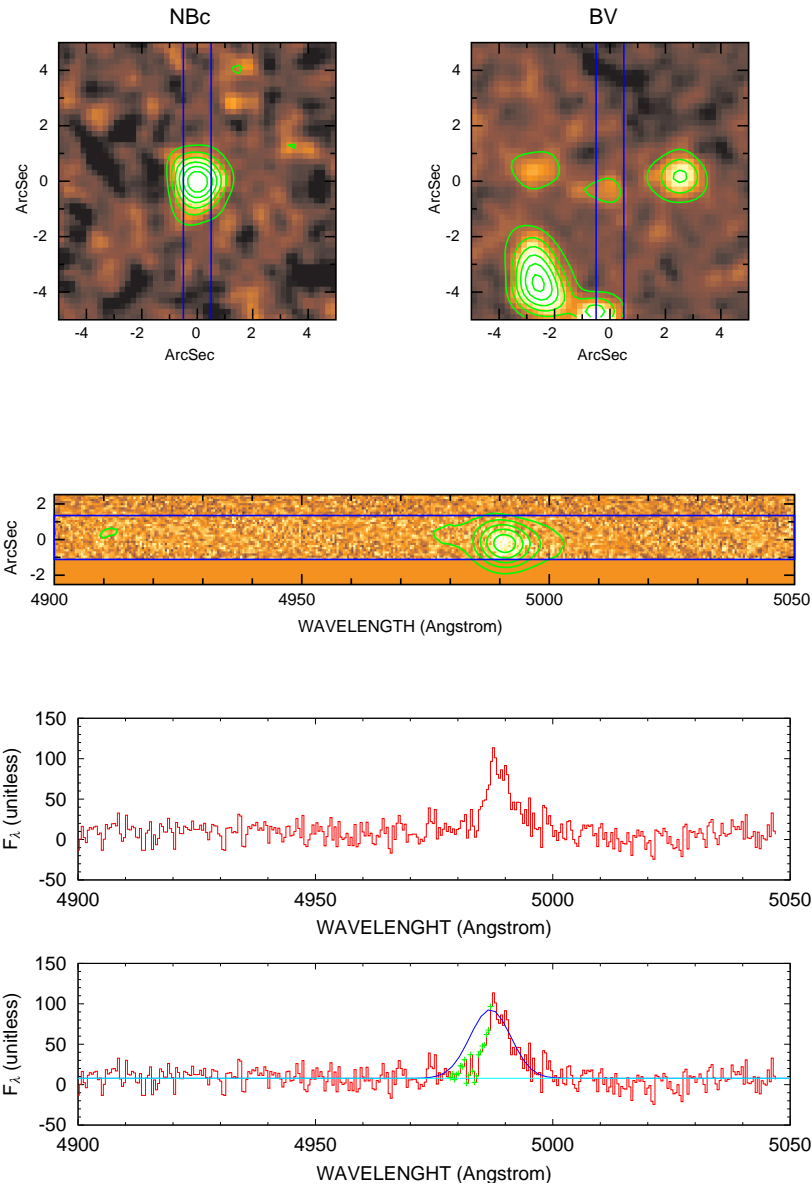 NBc
BV
ArcSec
4
2
0
-2
-4
-4 -2 0 2 4
ArcSec
ArcSec
4
2
0
-2
-4
-4 -2 0 2 4
ArcSec
ArcSec
2
0
-2
4900 4950 5000 5050
WAVELENGTH (Angstrom)
Fλ (unitless)
150
100
50
0
-50
4900 4950 5000 5050
WAVELENGHT (Angstrom)
Fλ (unitless)
150
100
50
0
-50
4900 4950 5000 5050
WAVELENGHT (Angstrom)